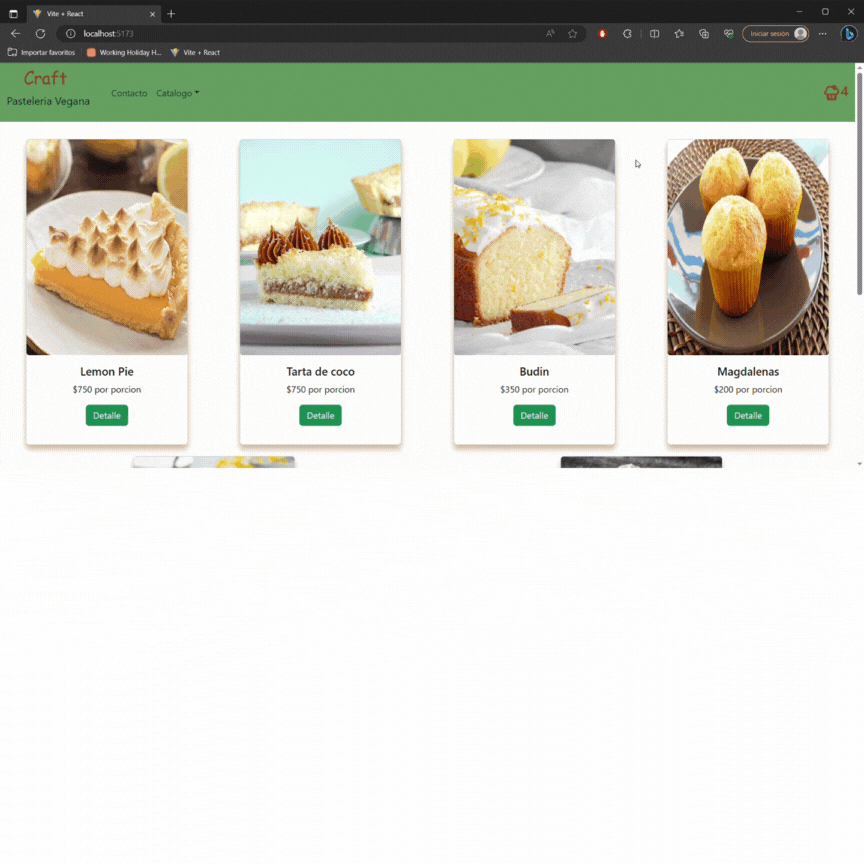 Vite + React
localhost:5173
Iniciar sesión
Importar favoritos
Working Holiday H...
Vite + React
Craft
Pasteleria Vegana
Contacto
Catalogo
4
Lemon Pie
$750 por porcion
Detalle
Tarta de coco
$750 por porcion
Detalle
Budin
$350 por porcion
Detalle
Magdalenas
$200 por porcion
Detalle